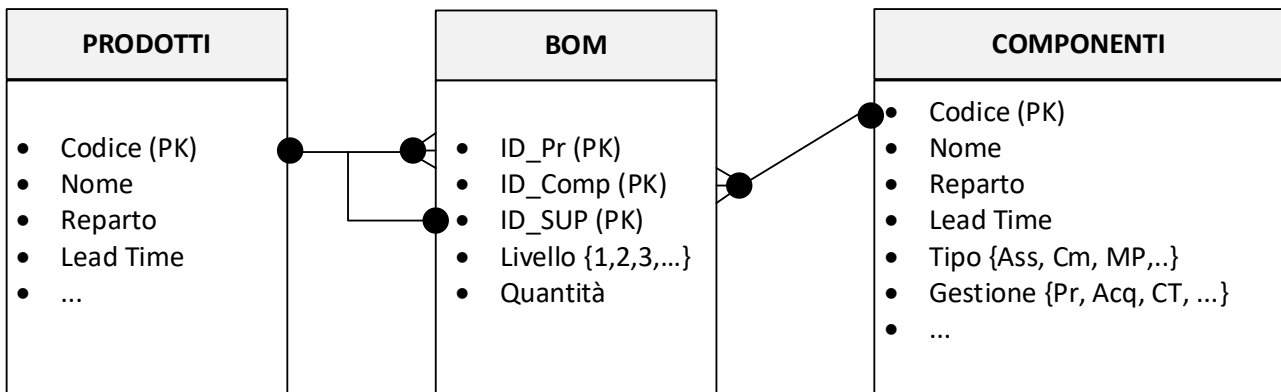 PRODOTTI
• Codice (PK)
• Nome
• Reparto
• Lead Time
• ...
BOM
• ID_Pr (PK)
• ID_Comp (PK)
• ID_SUP (PK)
• Livello {1,2,3,...}
• Quantità
COMPONENTI
• Codice (PK)
• Nome
• Reparto
• Lead Time
• Tipo {Ass, Cm, MP,..}
• Gestione {Pr, Acq, CT, ...}
• ...